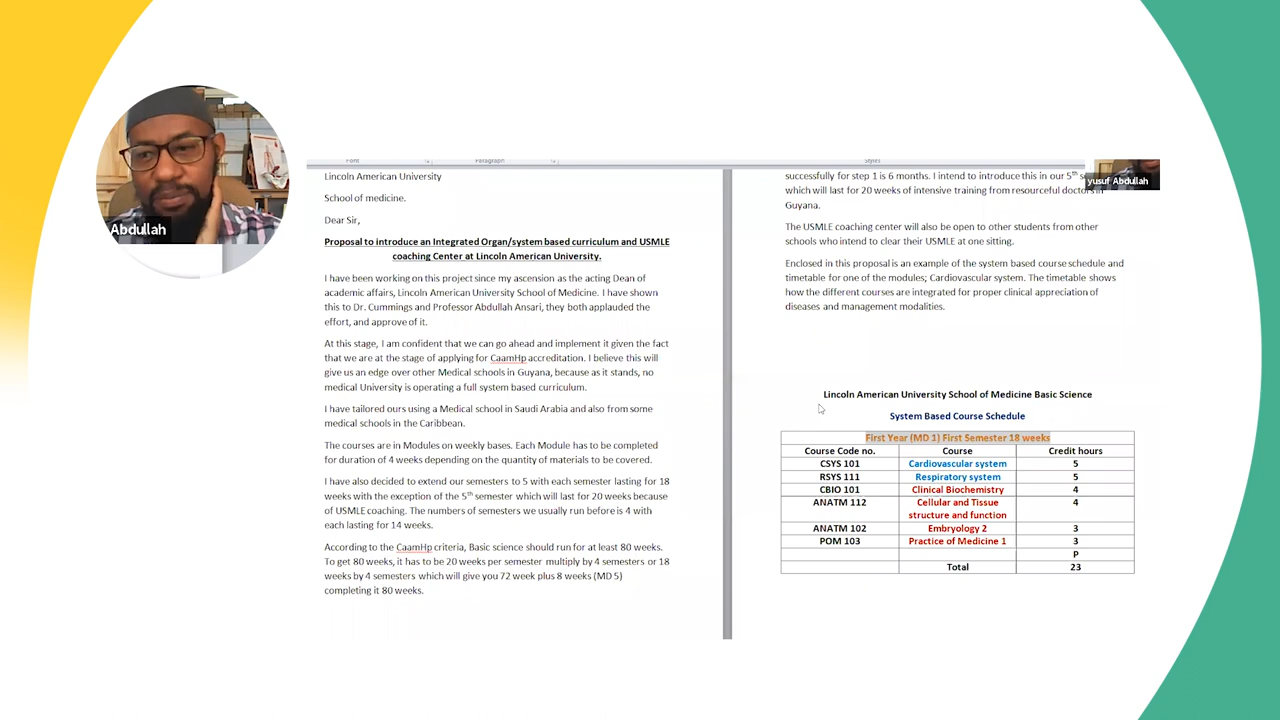 Font
Paragraph
Styles
Abdullah
yusuf Abdullah
Lincoln American University
School of medicine.
Dear Sir,
Proposal to introduce an Integrated Organ/system based curriculum and USMLE
coaching Center at Lincoln American University.
I have been working on this project since my ascension as the acting Dean of
academic affairs, Lincoln American University School of Medicine. I have shown
this to Dr. Cummings and Professor Abdullah Ansari, they both applauded the
effort, and approve of it.
At this stage, I am confident that we can go ahead and implement it given the fact
that we are at the stage of applying for CaamHp accreditation. I believe this will
give us an edge over other Medical schools in Guyana, because as it stands, no
medical University is operating a full system based curriculum.
I have tailored ours using a Medical school in Saudi Arabia and also from some
medical schools in the Caribbean.
The courses are in Modules on weekly bases. Each Module has to be completed
for duration of 4 weeks depending on the quantity of materials to be covered.
I have also decided to extend our semesters to 5 with each semester lasting for 18
weeks with the exception of the 5th semester which will last for 20 weeks because
of USMLE coaching. The numbers of semesters we usually run before is 4 with
each lasting for 14 weeks.
According to the CaamHp criteria, Basic science should run for at least 80 weeks.
To get 80 weeks, it has to be 20 weeks per semester multiply by 4 semesters or 18
weeks by 4 semesters which will give you 72 week plus 8 weeks (MD 5)
completing it 80 weeks.
successfully for step 1 is 6 months. I intend to introduce this in our 5th
which will last for 20 weeks of intensive training from resourceful doctors in
Guyana.
The USMLE coaching center will also be open to other students from other
schools who intend to clear their USMLE at one sitting.
Enclosed in this proposal is an example of the system based course schedule and
timetable for one of the modules; Cardiovascular system. The timetable shows
how the different courses are integrated for proper clinical appreciation of
diseases and management modalities.
Lincoln American University School of Medicine Basic Science
System Based Course Schedule
First Year (MD 1) First Semester 18 weeks
Course Code no. Course Credit hours
CSYS 101 Cardiovascular system 5
RSYS 111 Respiratory system 5
CBIO 101 Clinical Biochemistry 4
ANATM 112 Cellular and Tissue 4
structure and function
ANATM 102 Embryology 2 3
POM 103 Practice of Medicine 1 3
P
Total 23